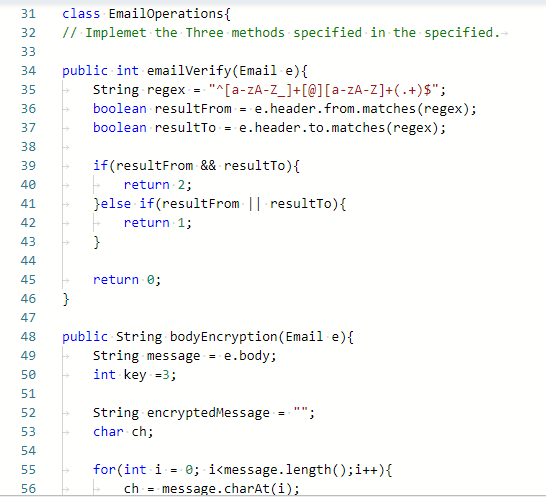 31 class EmailOperations{
32 // Implemet the Three methods specified in the specified.
33
34 public int emailVerify(Email e){
35 String regex = "^[a-zA-Z_]+[@][a-zA-Z]+(.+)$";
36 boolean resultFrom = e.header.from.matches(regex);
37 boolean resultTo = e.header.to.matches(regex);
38
39 if(resultFrom && resultTo){
40 return 2;
41 }else if(resultFrom || resultTo){
42 return 1;
43 }
44
45 return 0;
46 }
47
48 public String bodyEncryption(Email e){
49 String message = e.body;
50 int key =3;
51
52 String encryptedMessage = "";
53 char ch;
54
55 for(int i = 0; i<message.length();i++){
56 ch = message.charAt(i);